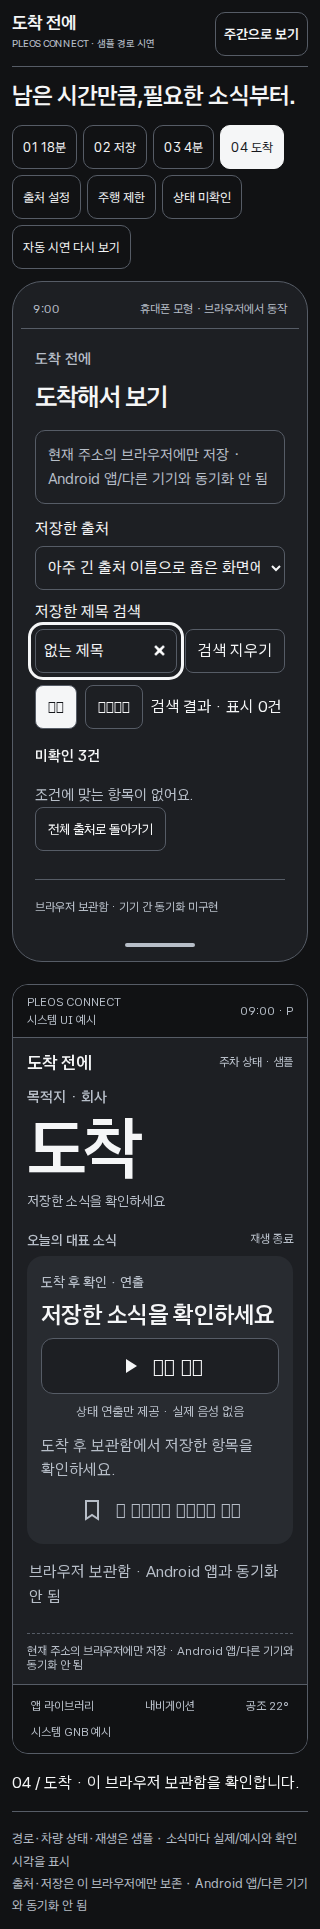 도착 전에
PLEOS CONNECT · 샘플 경로 시연
주간으로 보기
남은 시간만큼, 필요한 소식부터.
01 18분
02 저장
03 4분
04 도착
출처 설정
주행 제한
상태 미확인
자동 시연 다시 보기
9:00
휴대폰 모형 · 브라우저에서 동작
도착 전에
도착해서 보기
현재 주소의 브라우저에만 저장 ·
Android 앱/다른 기기와 동기화 안 됨
저장한 출처
아주 긴 출처 이름으로 좁은 화면에
저장한 제목 검색
없는 제목
검색 지우기
검색 결과 · 표시 0건
미확인 3건
조건에 맞는 항목이 없어요.
전체 출처로 돌아가기
브라우저 보관함 · 기기 간 동기화 미구현
PLEOS CONNECT
시스템 UI 예시
09:00 · P
도착 전에
주차 상태 · 샘플
목적지 · 회사
도착
저장한 소식을 확인하세요
오늘의 대표 소식
재생 종료
도착 후 확인 · 연출
저장한 소식을 확인하세요
상태 연출만 제공 · 실제 음성 없음
도착 후 보관함에서 저장한 항목을
확인하세요.
브라우저 보관함 · Android 앱과 동기화
안 됨
현재 주소의 브라우저에만 저장 · Android 앱/다른 기기와
동기화 안 됨
앱 라이브러리
내비게이션
공조 22°
시스템 GNB 예시
04 / 도착 · 이 브라우저 보관함을 확인합니다.
경로·차량 상태·재생은 샘플 · 소식마다 실제/예시와 확인
시각을 표시
출처·저장은 이 브라우저에만 보존 · Android 앱/다른 기기
와 동기화 안 됨